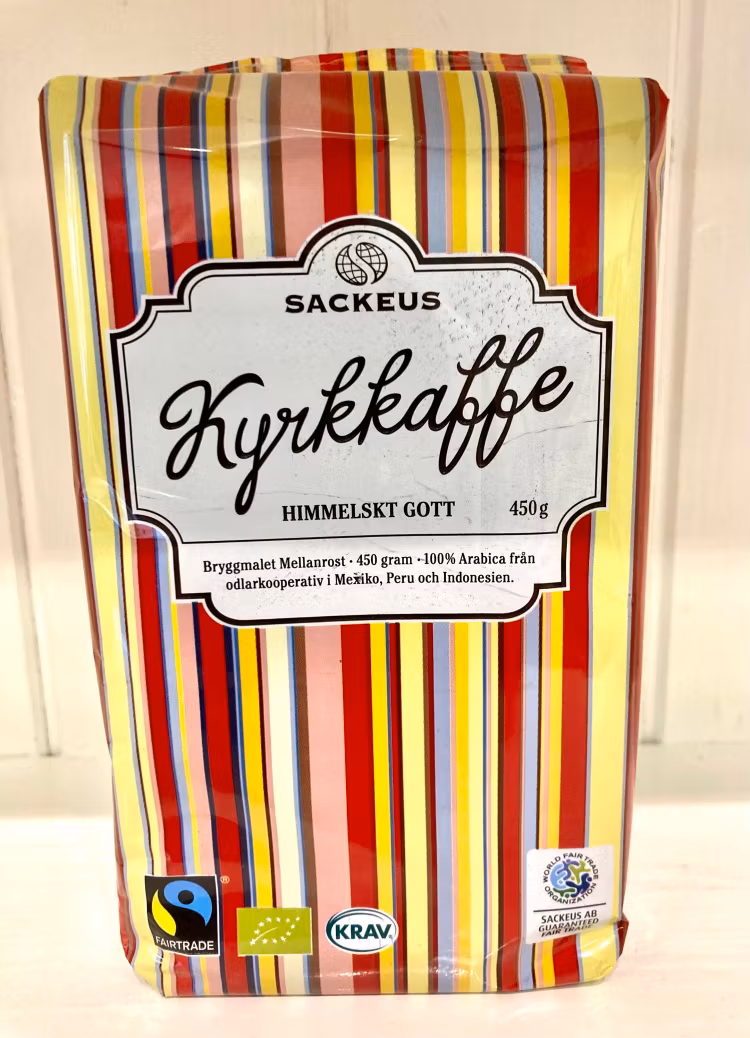 SACKEUS
Kyrkkaffe
HIMMELSKT GOTT 450g
Bryggmalet Mellanrost · 450 gram · 100% Arabica från
odlarkooperativ i Mexiko, Peru och Indonesien.
FAIRTRADE
®
KRAV
WORLD FAIR TRADE
ORGANIZATION
SACKEUS AB
GUARANTEED
FAIR TRADE